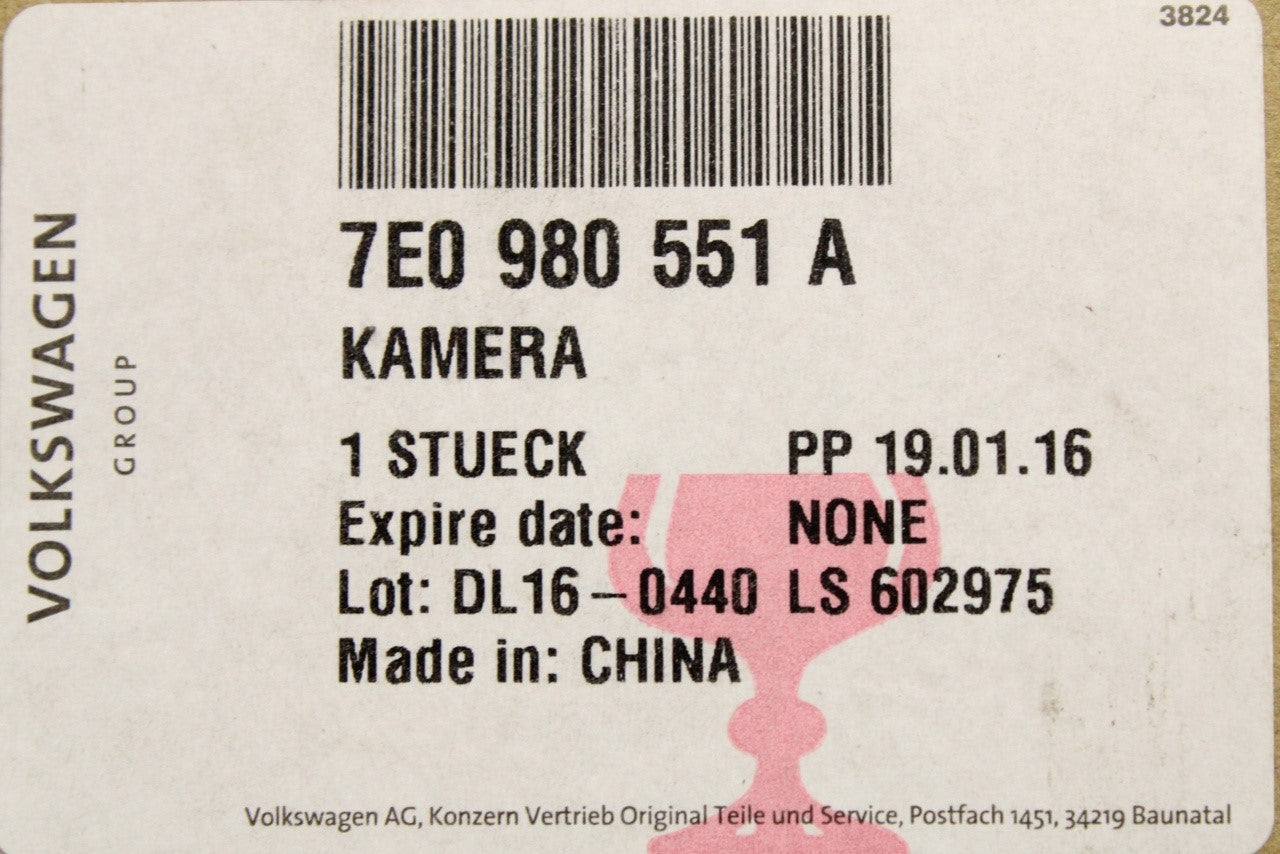 3824
VOLKSWAGEN
GROUP
7E0 980 551 A
KAMERA
1 STUECK PP 19.01.16
Expire date: NONE
Lot: DL16-0440 LS 602975
Made in: CHINA
Volkswagen AG, Konzern Vertrieb Original Teile und Service, Postfach 1451, 34219 Baunatal